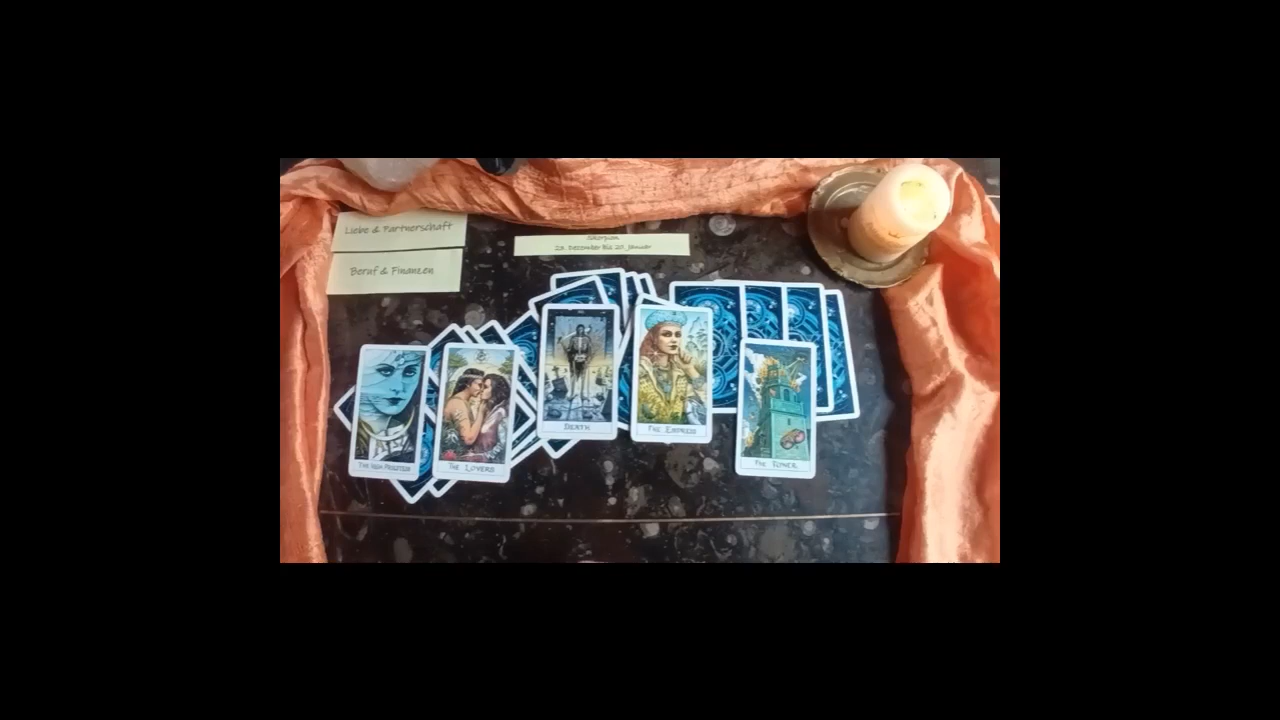 Liebe & Partnerschaft
Skorpion
23. Dezember bis 20. Januar
Beruf & Finanzen
DEATH
THE EMPRESS
THE HIGH PRIESTESS
THE LOVERS
THE TOWER